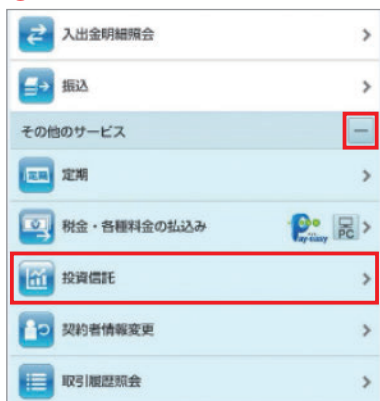 入出金明細照会
振込
その他のサービス
定期 定期
税金・各種料金の払込み Pay-easy PC
投資信託
契約者情報変更
取引履歴照会